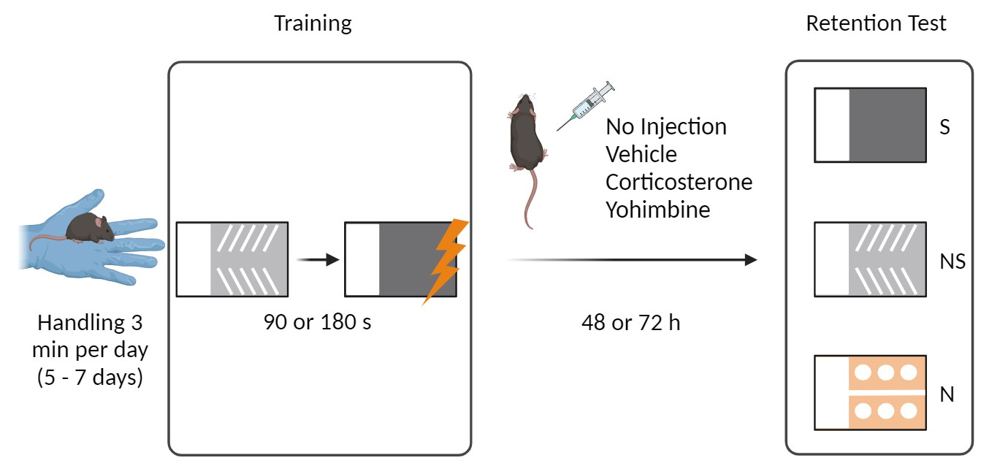 Training
Retention Test
No Injection
Vehicle
Corticosterone
Yohimbine
S
NS
N
Handling 3
min per day
(5 - 7 days)
90 or 180 s
48 or 72 h